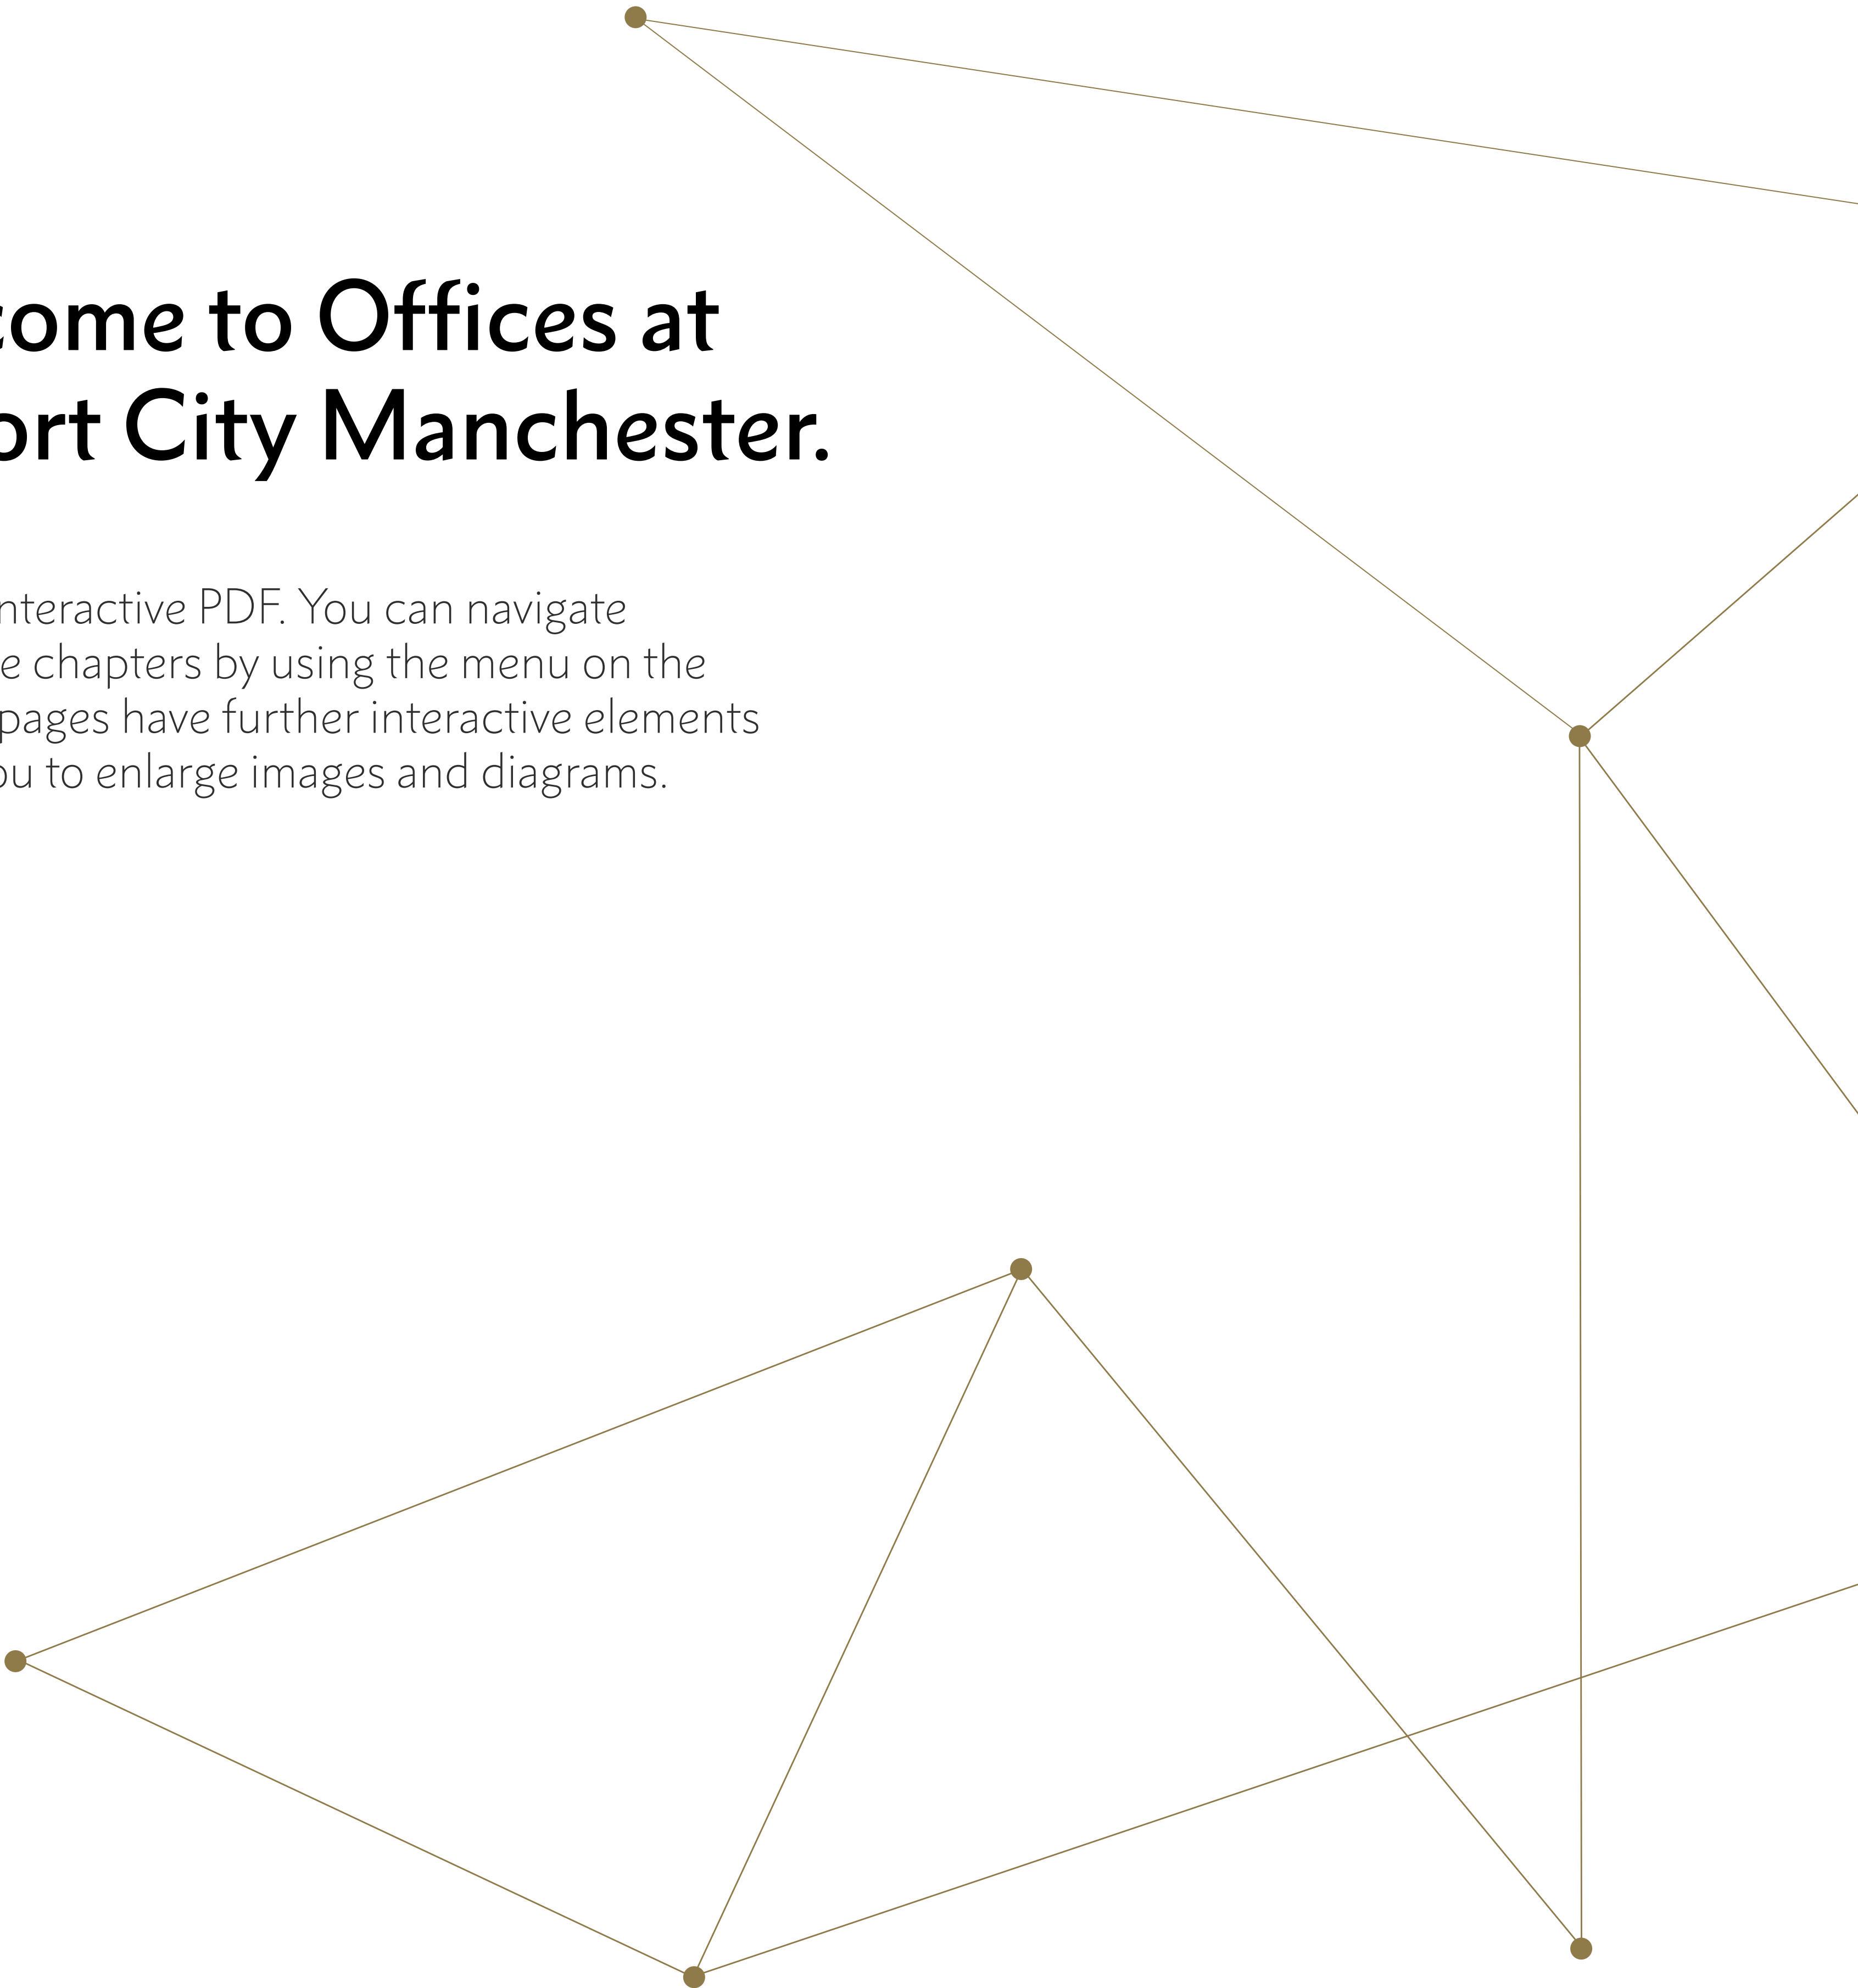 come to Offices at
ort City Manchester.
nteractive PDF. You can navigate
e chapters by using the menu on the
pages have further interactive elements
ou to enlarge images and diagrams.